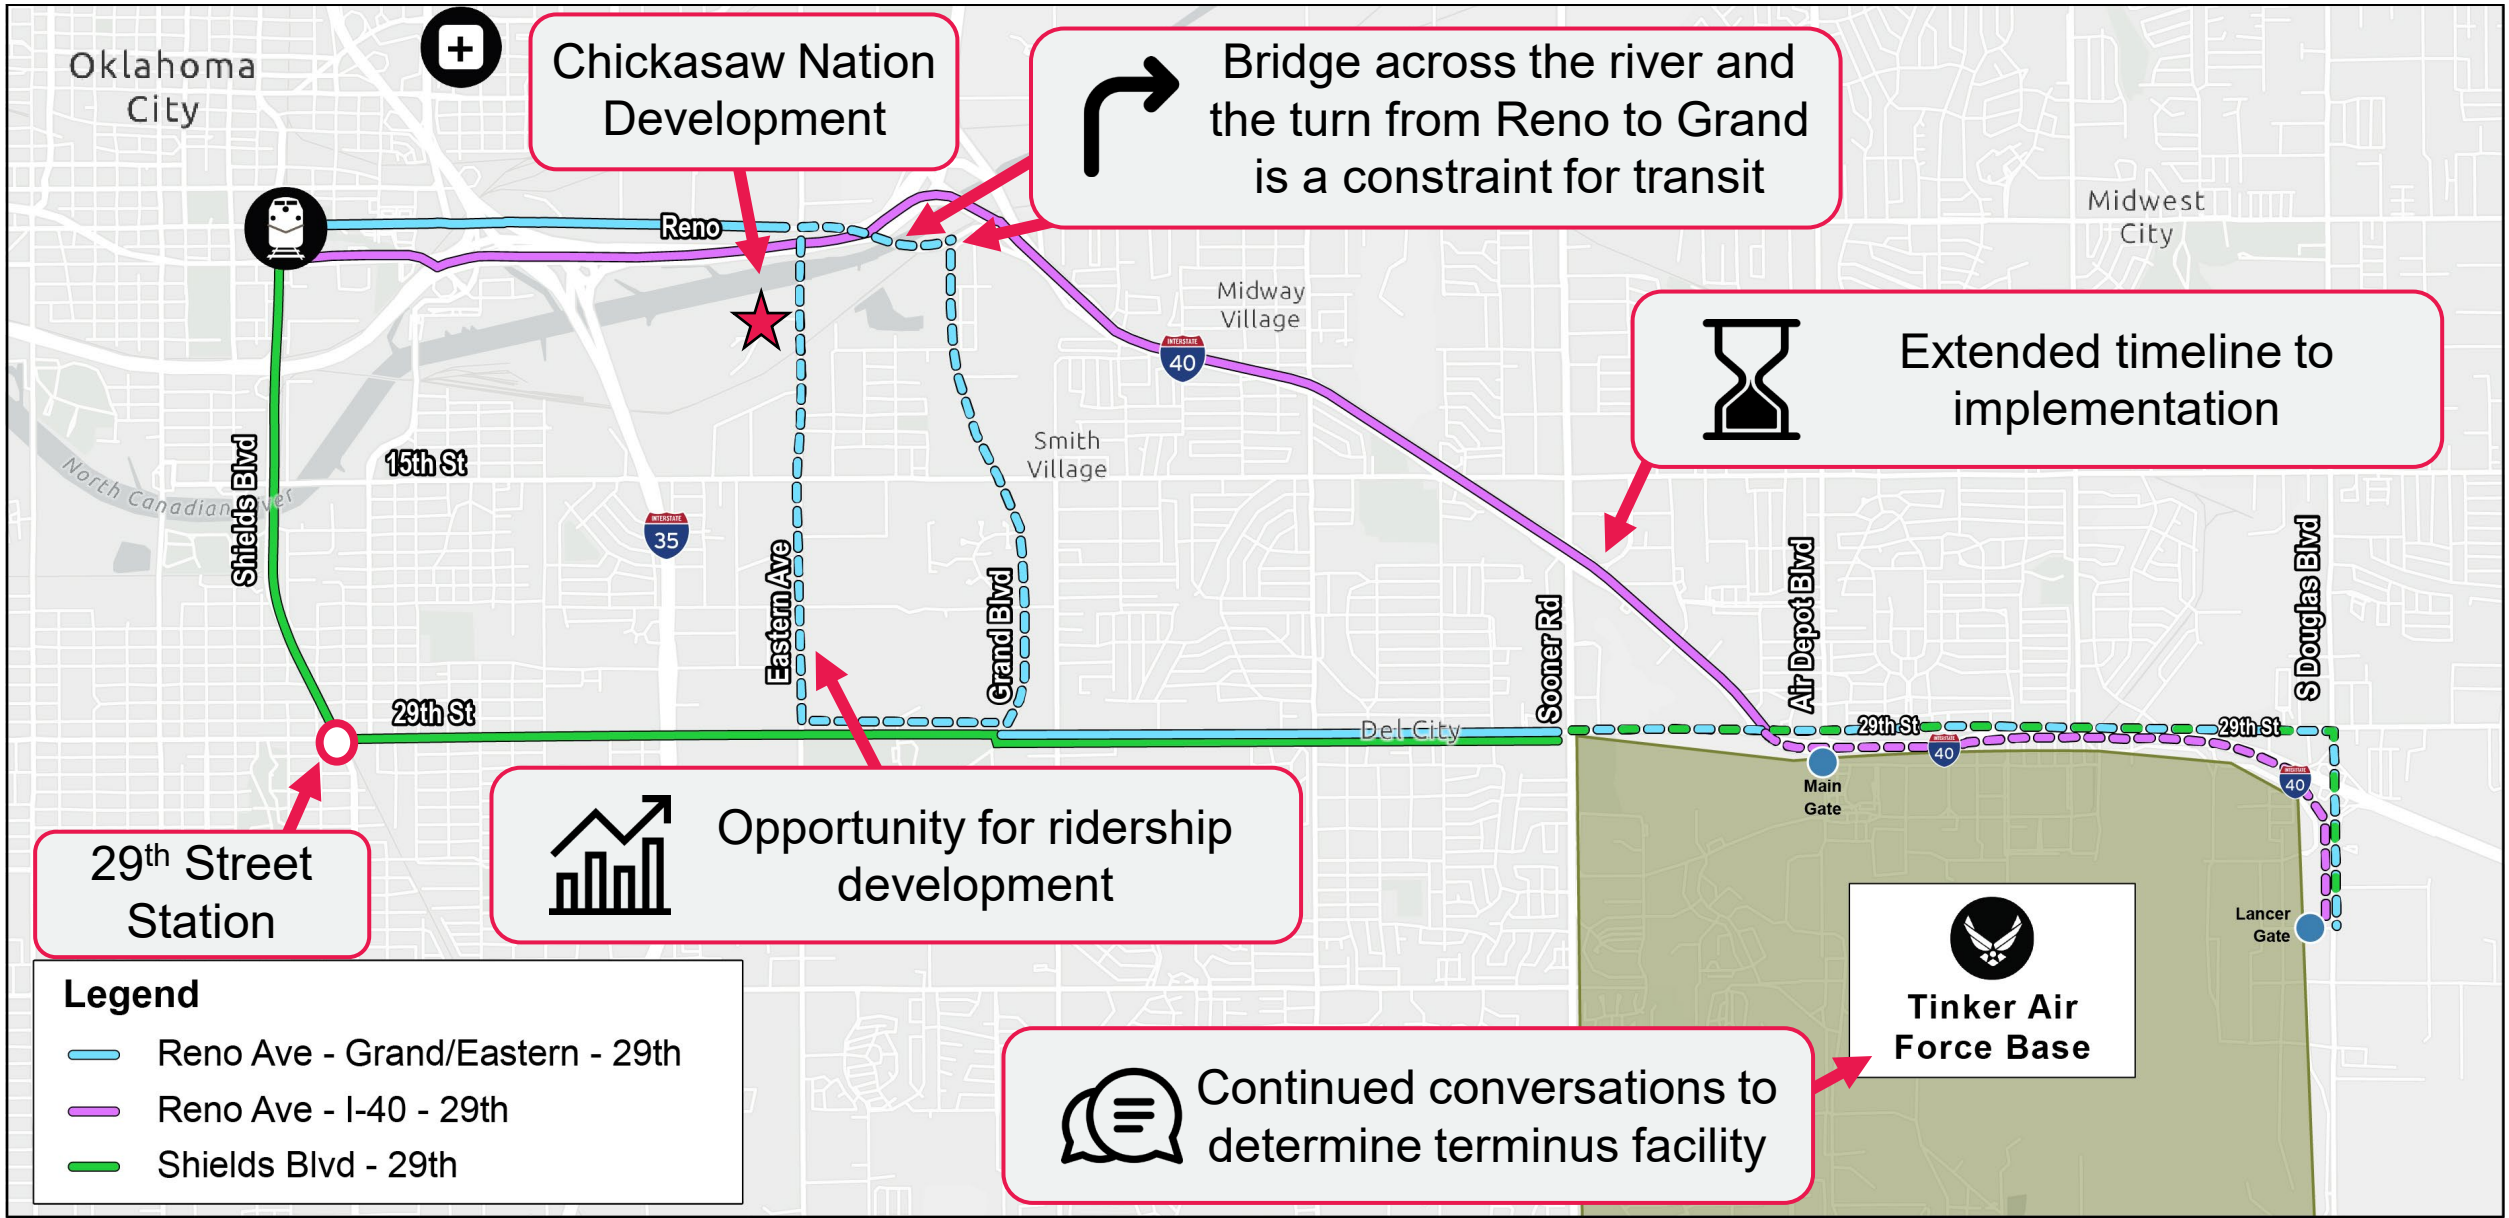 Oklahoma
City
Chickasaw Nation
Development
Bridge across the river and
the turn from Reno to Grand
is a constraint for transit
Midwest
City
Reno
Midway
Village
INTERSTATE
40
Extended timeline to
implementation
Smith
Village
15th St
North Canadian River
Shields Blvd
INTERSTATE
35
Eastern Ave
Grand Blvd
Sooner Rd
Air Depot Blvd
S Douglas Blvd
29th St
Del City
29th St
29th St
INTERSTATE
40
INTERSTATE
40
Main
Gate
29th Street
Station
Opportunity for ridership
development
Lancer
Gate
Tinker Air
Force Base
Continued conversations to
determine terminus facility
Legend
Reno Ave - Grand/Eastern - 29th
Reno Ave - I-40 - 29th
Shields Blvd - 29th